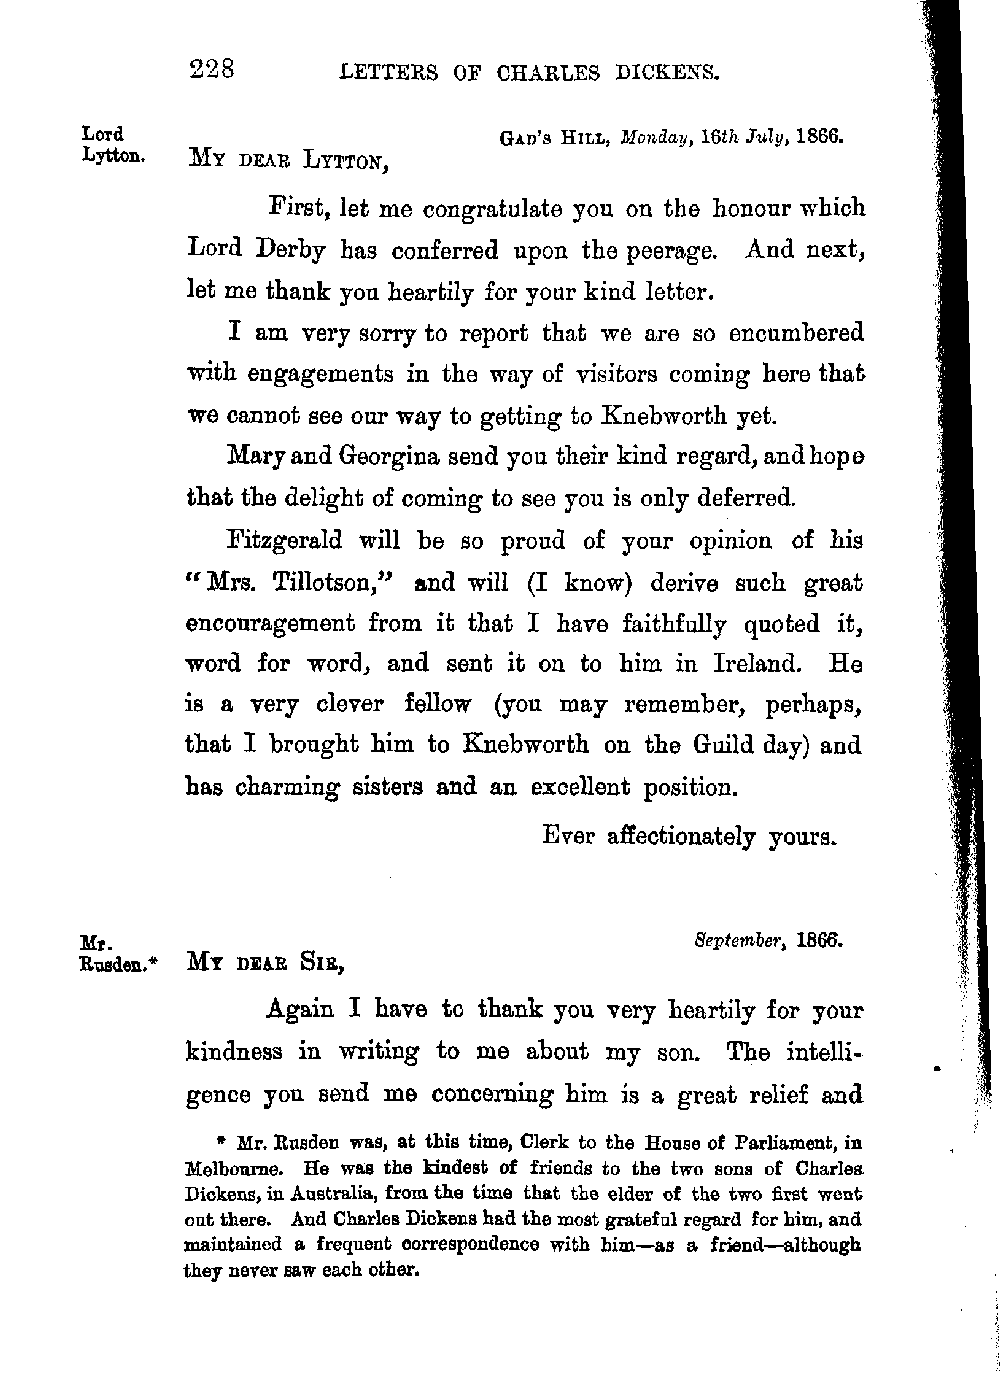 228 LETTERS OF CHARLES DICKENS.
Lord
Lytton.
GAD'S HILL, Monday, 16th July, 1866.
MY DEAR LYTTON,
First, let me congratulate you on the honour which
Lord Derby has conferred upon the peerage. And next,
let me thank you heartily for your kind letter.
I am very sorry to report that we are so encumbered
with engagements in the way of visitors coming here that
we cannot see our way to getting to Knebworth yet.
Mary and Georgina send you their kind regard, and hope
that the delight of coming to see you is only deferred.
Fitzgerald will be so proud of your opinion of his
"Mrs. Tillotson," and will (I know) derive such great
encouragement from it that I have faithfully quoted it,
word for word, and sent it on to him in Ireland. He
is a very clever fellow (you may remember, perhaps,
that I brought him to Knebworth on the Guild day) and
has charming sisters and an excellent position.
Ever affectionately yours.
Mr.
Rusden.*
September, 1866.
MY DEAR SIR,
Again I have to thank you very heartily for your
kindness in writing to me about my son. The intelli-
gence you send me concerning him is a great relief and
* Mr. Rusden was, at this time, Clerk to the House of Parliament, in
Melbourne. He was the kindest of friends to the two sons of Charles
Dickens, in Australia, from the time that the elder of the two first went
out there. And Charles Dickens had the most grateful regard for him, and
maintained a frequent correspondence with him—as a friend—although
they never saw each other.